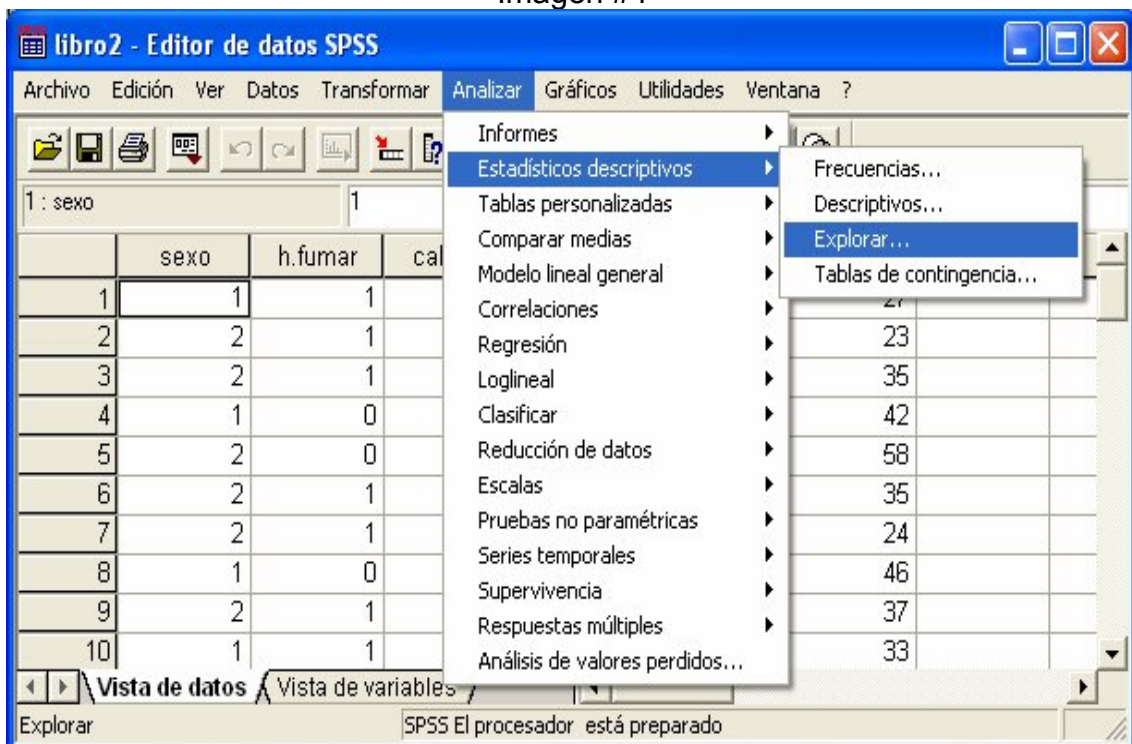 libro2 - Editor de datos SPSS
Archivo Edición Ver Datos Transformar Analizar Gráficos Utilidades Ventana ?
1 : sexo 1
sexo h.fumar cal
1 1 1 27
2 2 1 23
3 2 1 35
4 1 0 42
5 2 0 58
6 2 1 35
7 2 1 24
8 1 0 46
9 2 1 37
10 1 1 33
Informes
Estadísticos descriptivos
Tablas personalizadas
Comparar medias
Modelo lineal general
Correlaciones
Regresión
Loglineal
Clasificar
Reducción de datos
Escalas
Pruebas no paramétricas
Series temporales
Supervivencia
Respuestas múltiples
Análisis de valores perdidos...
Frecuencias...
Descriptivos...
Explorar...
Tablas de contingencia...
Vista de datos Vista de variables
Explorar SPSS El procesador está preparado